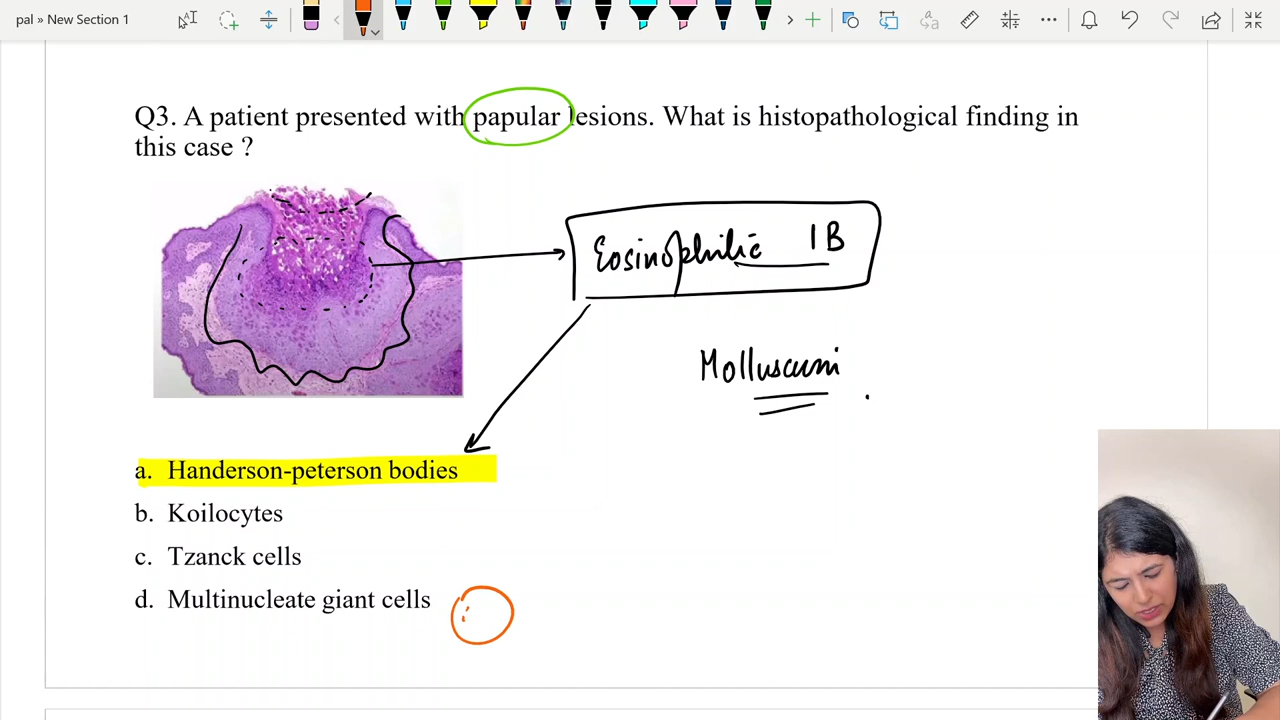 pal » New Section 1
Q3. A patient presented with papular lesions. What is histopathological finding in
this case ?
Eosinophilic IB
Molluscum
a. Handerson-peterson bodies
b. Koilocytes
c. Tzanck cells
d. Multinucleate giant cells